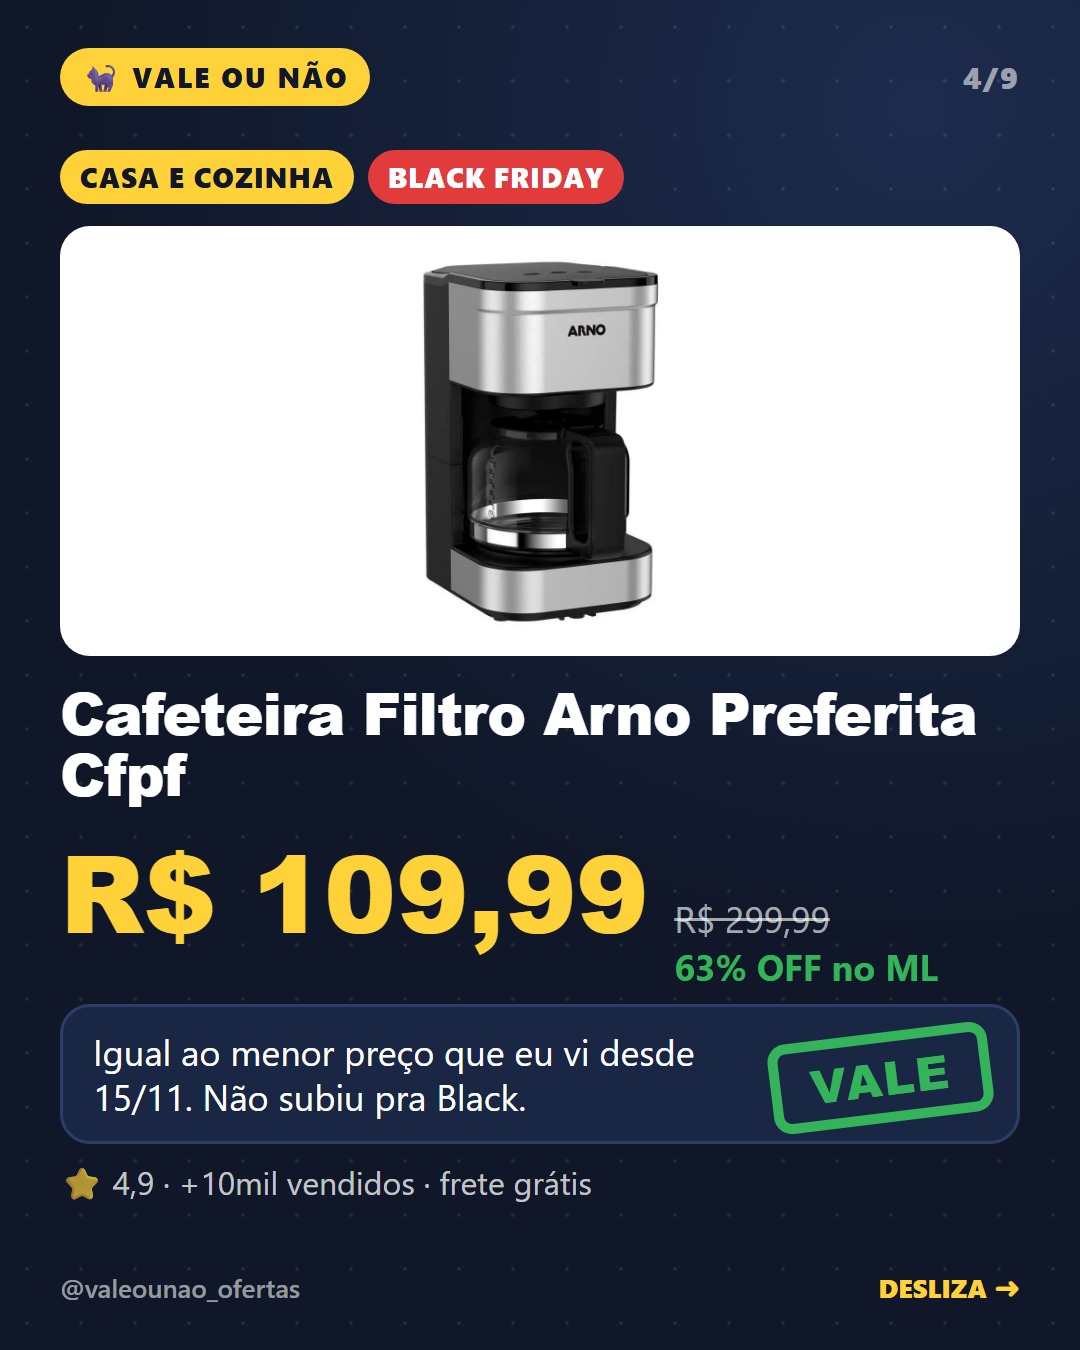 VALE OU NÃO
4/9
CASA E COZINHA
BLACK FRIDAY
ARNO
Cafeteira Filtro Arno Preferita
Cfpf
R$ 109,99
R$ 299,99
63% OFF no ML
Igual ao menor preço que eu vi desde
15/11. Não subiu pra Black.
VALE
4,9 · +10mil vendidos · frete grátis
@valeounao_ofertas
DESLIZA →